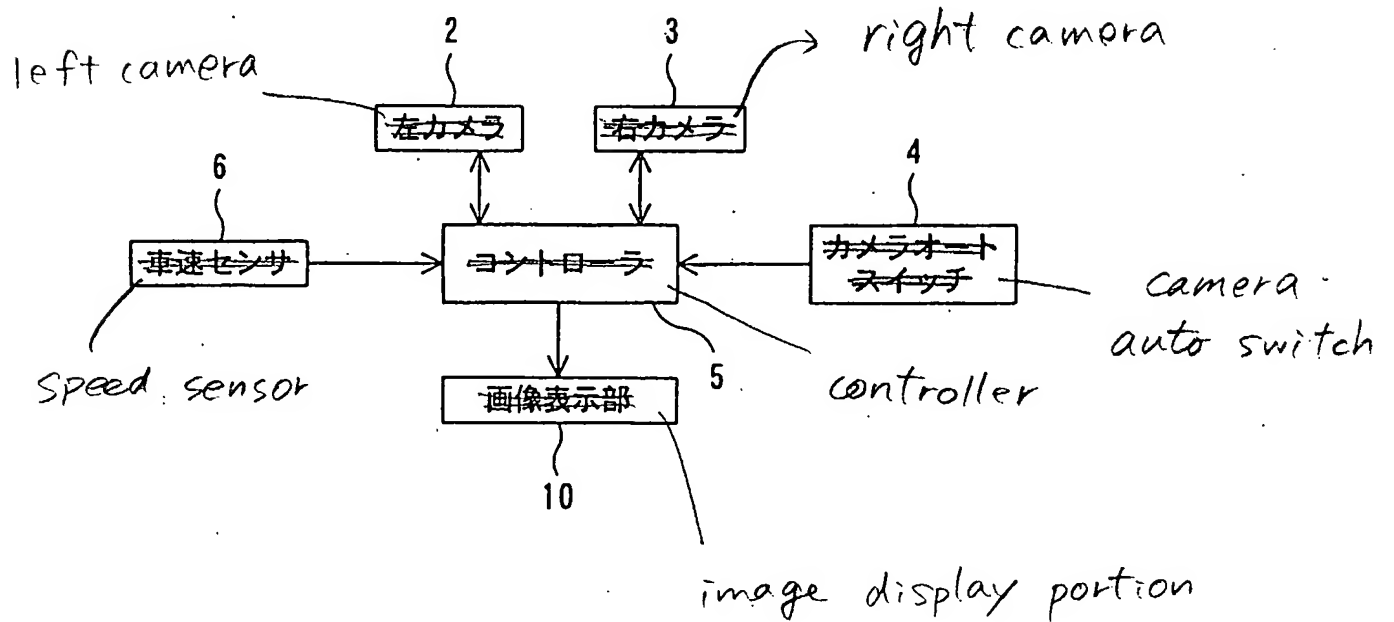 2
3
right camera
left camera
左カメラ
右カメラ
6
4
車速センサ
コントローラ
カメラオート
スイッチ
camera
auto switch
speed sensor
5
controller
画像表示部
10
image display portion